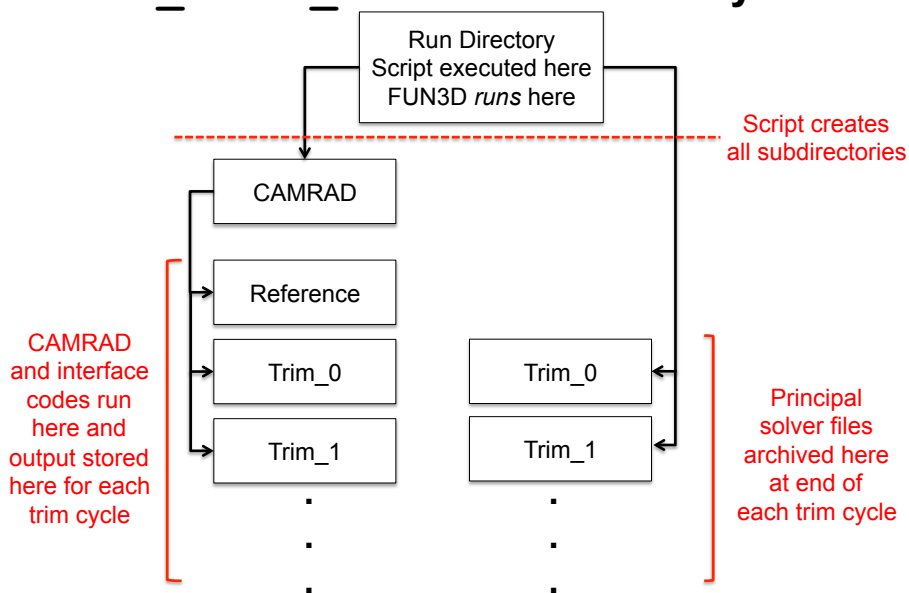 Run Directory
Script executed here
FUN3D runs here
Script creates
all subdirectories
CAMRAD
Reference
Trim_0
Trim_1
CAMRAD
and interface
codes run
here and
output stored
here for each
trim cycle
Trim_0
Trim_1
Principal
solver files
archived here
at end of
each trim cycle